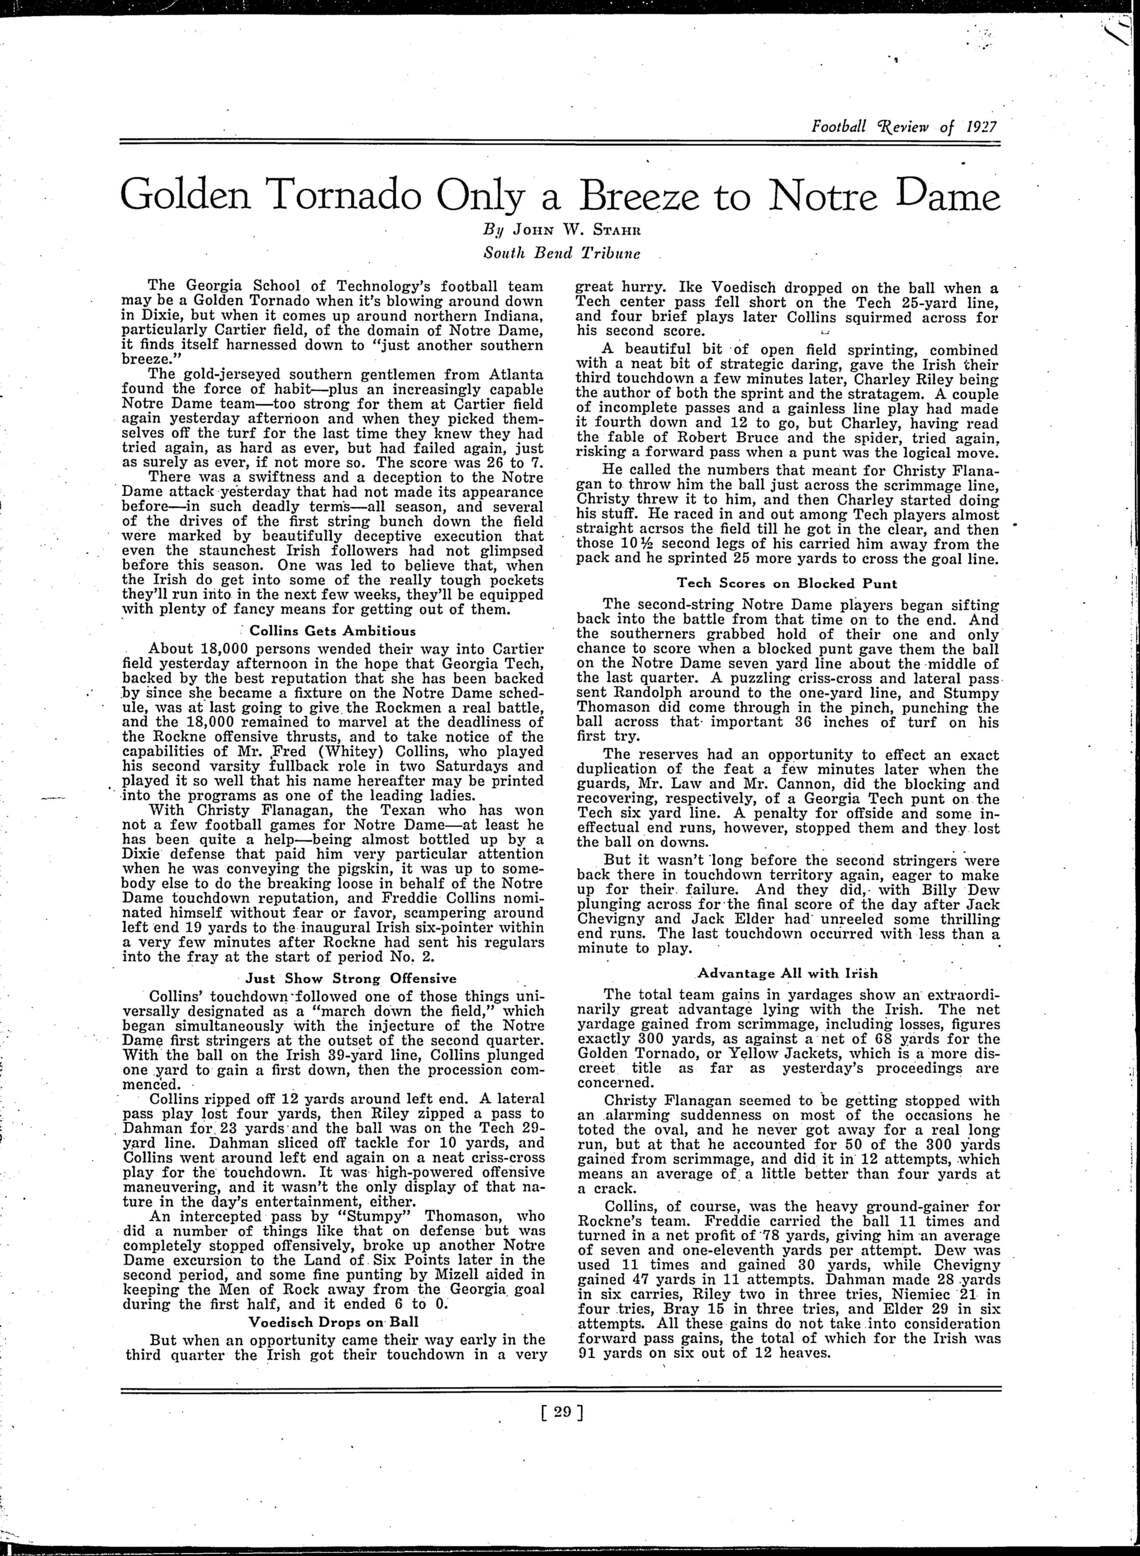 Football Review of 1927
Golden Tornado Only a Breeze to Notre Dame
By JOHN W. STAHR
South Bend Tribune
The Georgia School of Technology's football team
may be a Golden Tornado when it's blowing around down
in Dixie, but when it comes up around northern Indiana,
particularly Cartier field, of the domain of Notre Dame,
it finds itself harnessed down to "just another southern
breeze."
The gold-jerseyed southern gentlemen from Atlanta
found the force of habit—plus an increasingly capable
Notre Dame team—too strong for them at Cartier field
again yesterday afternoon and when they picked them-
selves off the turf for the last time they knew they had
tried again, as hard as ever, but had failed again, just
as surely as ever, if not more so. The score was 26 to 7.
There was a swiftness and a deception to the Notre
Dame attack yesterday that had not made its appearance
before—in such deadly terms—all season, and several
of the drives of the first string bunch down the field
were marked by beautifully deceptive execution that
even the staunchest Irish followers had not glimpsed
before this season. One was led to believe that, when
the Irish do get into some of the really tough pockets
they'll run into in the next few weeks, they'll be equipped
with plenty of fancy means for getting out of them.
Collins Gets Ambitious
About 18,000 persons wended their way into Cartier
field yesterday afternoon in the hope that Georgia Tech,
backed by the best reputation that she has been backed
by since she became a fixture on the Notre Dame sched-
ule, was at last going to give the Rockmen a real battle,
and the 18,000 remained to marvel at the deadliness of
the Rockne offensive thrusts, and to take notice of the
capabilities of Mr. Fred (Whitey) Collins, who played
his second varsity fullback role in two Saturdays and
played it so well that his name hereafter may be printed
into the programs as one of the leading ladies.
With Christy Flanagan, the Texan who has won
not a few football games for Notre Dame—at least he
has been quite a help—being almost bottled up by a
Dixie defense that paid him very particular attention
when he was conveying the pigskin, it was up to some-
body else to do the breaking loose in behalf of the Notre
Dame touchdown reputation, and Freddie Collins nomi-
nated himself without fear or favor, scampering around
left end 19 yards to the inaugural Irish six-pointer within
a very few minutes after Rockne had sent his regulars
into the fray at the start of period No. 2.
Just Show Strong Offensive
Collins' touchdown followed one of those things uni-
versally designated as a "march down the field," which
began simultaneously with the injecture of the Notre
Dame first stringers at the outset of the second quarter.
With the ball on the Irish 39-yard line, Collins plunged
one yard to gain a first down, then the procession com-
menced.
Collins ripped off 12 yards around left end. A lateral
pass play lost four yards, then Riley zipped a pass to
Dahman for 23 yards and the ball was on the Tech 29-
yard line. Dahman sliced off tackle for 10 yards, and
Collins went around left end again on a neat criss-cross
play for the touchdown. It was high-powered offensive
maneuvering, and it wasn't the only display of that na-
ture in the day's entertainment, either.
An intercepted pass by "Stumpy" Thomason, who
did a number of things like that on defense but was
completely stopped offensively, broke up another Notre
Dame excursion to the Land of Six Points later in the
second period, and some fine punting by Mizell aided in
keeping the Men of Rock away from the Georgia goal
during the first half, and it ended 6 to 0.
Voedisch Drops on Ball
But when an opportunity came their way early in the
third quarter the Irish got their touchdown in a very
great hurry. Ike Voedisch dropped on the ball when a
Tech center pass fell short on the Tech 25-yard line,
and four brief plays later Collins squirmed across for
his second score.
A beautiful bit of open field sprinting, combined
with a neat bit of strategic daring, gave the Irish their
third touchdown a few minutes later, Charley Riley being
the author of both the sprint and the stratagem. A couple
of incomplete passes and a gainless line play had made
it fourth down and 12 to go, but Charley, having read
the fable of Robert Bruce and the spider, tried again,
risking a forward pass when a punt was the logical move.
He called the numbers that meant for Christy Flana-
gan to throw him the ball just across the scrimmage line,
Christy threw it to him, and then Charley started doing
his stuff. He raced in and out among Tech players almost
straight acrsos the field till he got in the clear, and then
those 10½ second legs of his carried him away from the
pack and he sprinted 25 more yards to cross the goal line.
Tech Scores on Blocked Punt
The second-string Notre Dame players began sifting
back into the battle from that time on to the end. And
the southerners grabbed hold of their one and only
chance to score when a blocked punt gave them the ball
on the Notre Dame seven yard line about the middle of
the last quarter. A puzzling criss-cross and lateral pass
sent Randolph around to the one-yard line, and Stumpy
Thomason did come through in the pinch, punching the
ball across that important 36 inches of turf on his
first try.
The reserves had an opportunity to effect an exact
duplication of the feat a few minutes later when the
guards, Mr. Law and Mr. Cannon, did the blocking and
recovering, respectively, of a Georgia Tech punt on the
Tech six yard line. A penalty for offside and some in-
effectual end runs, however, stopped them and they lost
the ball on downs.
But it wasn't long before the second stringers were
back there in touchdown territory again, eager to make
up for their failure. And they did, with Billy Dew
plunging across for the final score of the day after Jack
Chevigny and Jack Elder had unreeled some thrilling
end runs. The last touchdown occurred with less than a
minute to play.
Advantage All with Irish
The total team gains in yardages show an extraordi-
narily great advantage lying with the Irish. The net
yardage gained from scrimmage, including losses, figures
exactly 300 yards, as against a net of 68 yards for the
Golden Tornado, or Yellow Jackets, which is a more dis-
creet title as far as yesterday's proceedings are
concerned.
Christy Flanagan seemed to be getting stopped with
an alarming suddenness on most of the occasions he
toted the oval, and he never got away for a real long
run, but at that he accounted for 50 of the 300 yards
gained from scrimmage, and did it in 12 attempts, which
means an average of a little better than four yards at
a crack.
Collins, of course, was the heavy ground-gainer for
Rockne's team. Freddie carried the ball 11 times and
turned in a net profit of 78 yards, giving him an average
of seven and one-eleventh yards per attempt. Dew was
used 11 times and gained 30 yards, while Chevigny
gained 47 yards in 11 attempts. Dahman made 28 yards
in six carries, Riley two in three tries, Niemiec 21 in
four tries, Bray 15 in three tries, and Elder 29 in six
attempts. All these gains do not take into consideration
forward pass gains, the total of which for the Irish was
91 yards on six out of 12 heaves.
[ 29 ]